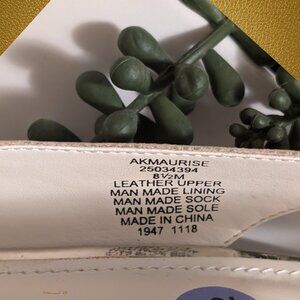 AKMAURISE
25034394
8½M
LEATHER UPPER
MAN MADE LINING
MAN MADE SOCK
MAN MADE SOLE
MADE IN CHINA
1947 1118